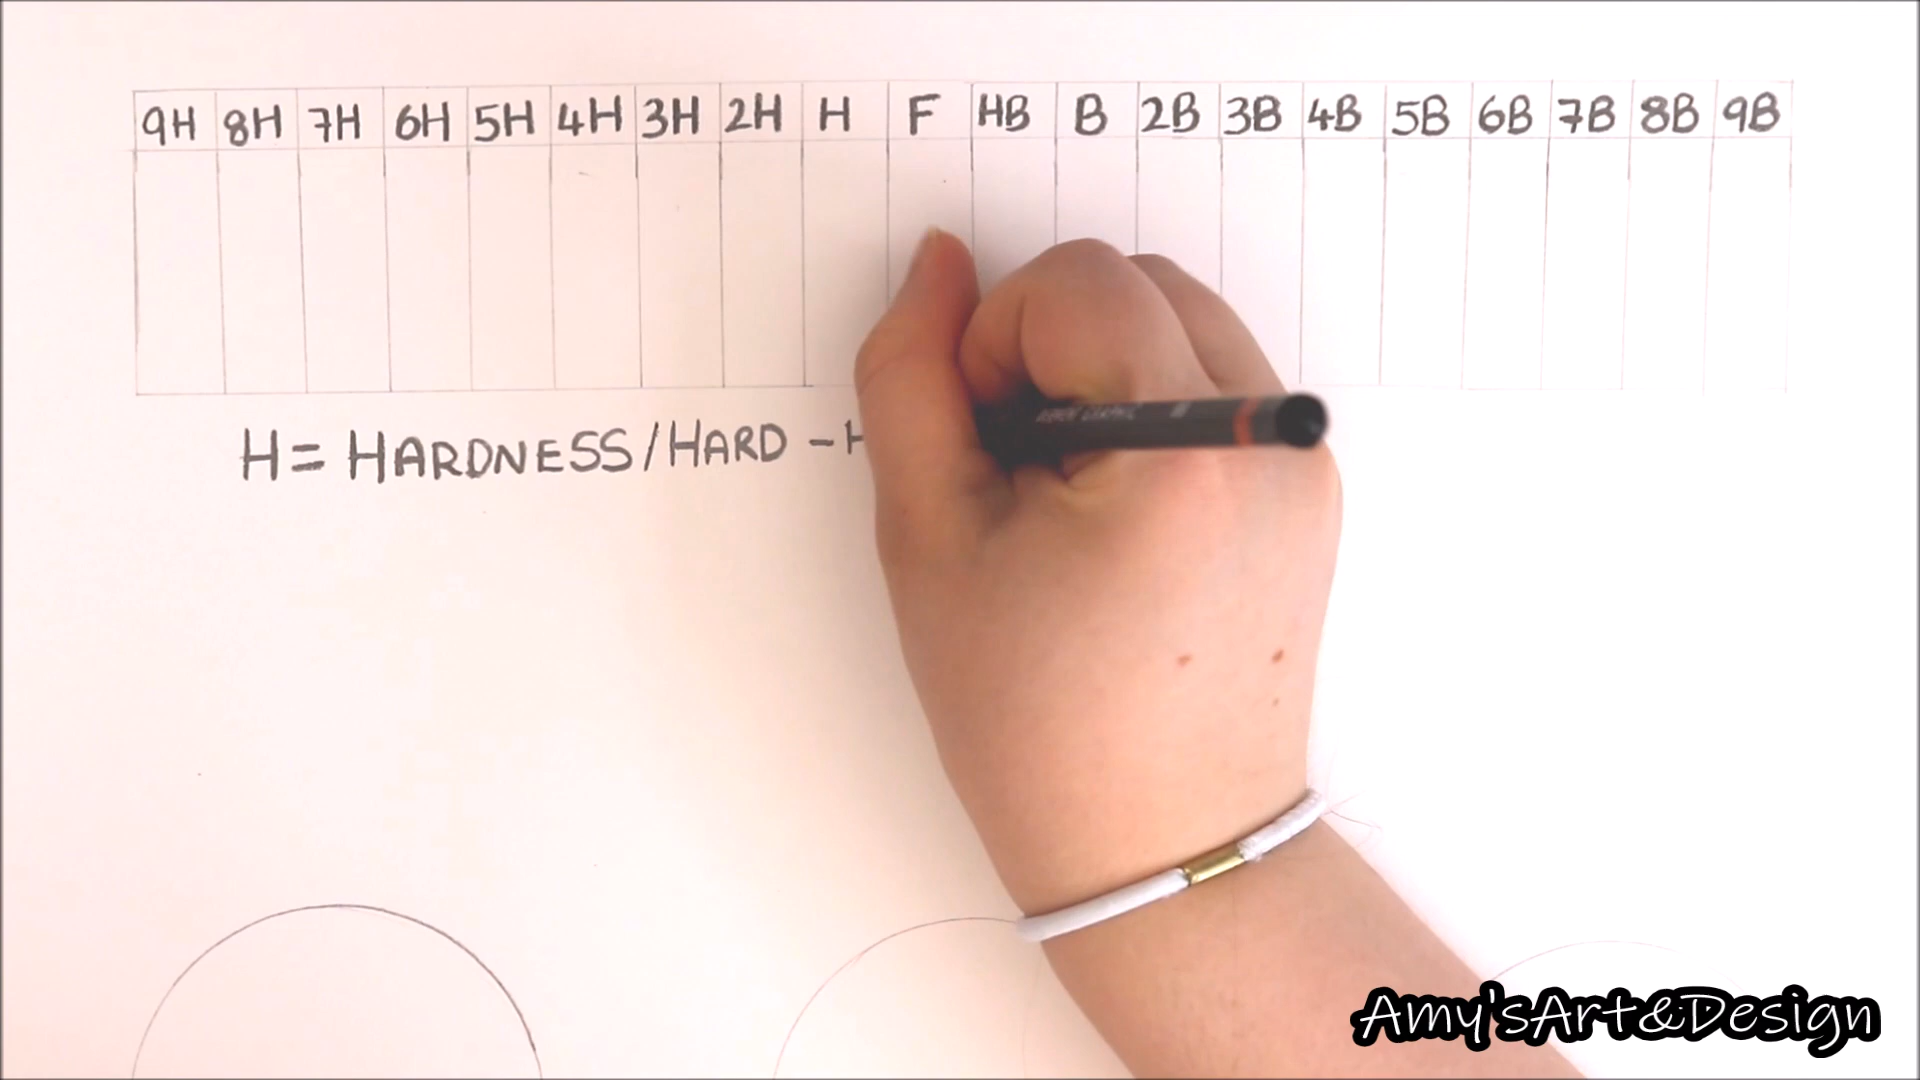 9H 8H 7H 6H 5H 4H 3H 2H H F HB B 2B 3B 4B 5B 6B 7B 8B 9B
H = HARDNESS/HARD - H
Amy'sArt&Design